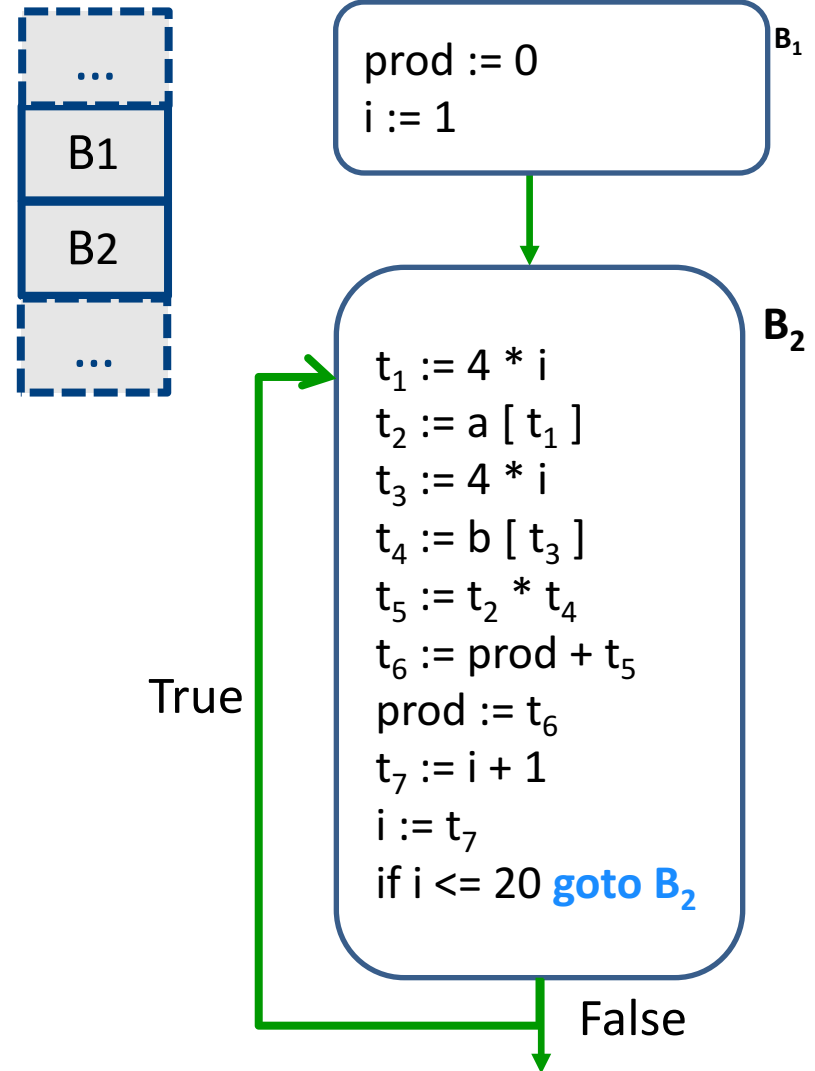 ...
B1
B2
...
prod := 0
i := 1
B₁
B₂
t₁ := 4 * i
t₂ := a [ t₁ ]
t₃ := 4 * i
t₄ := b [ t₃ ]
t₅ := t₂ * t₄
t₆ := prod + t₅
prod := t₆
t₇ := i + 1
i := t₇
if i <= 20 goto B₂
True
False